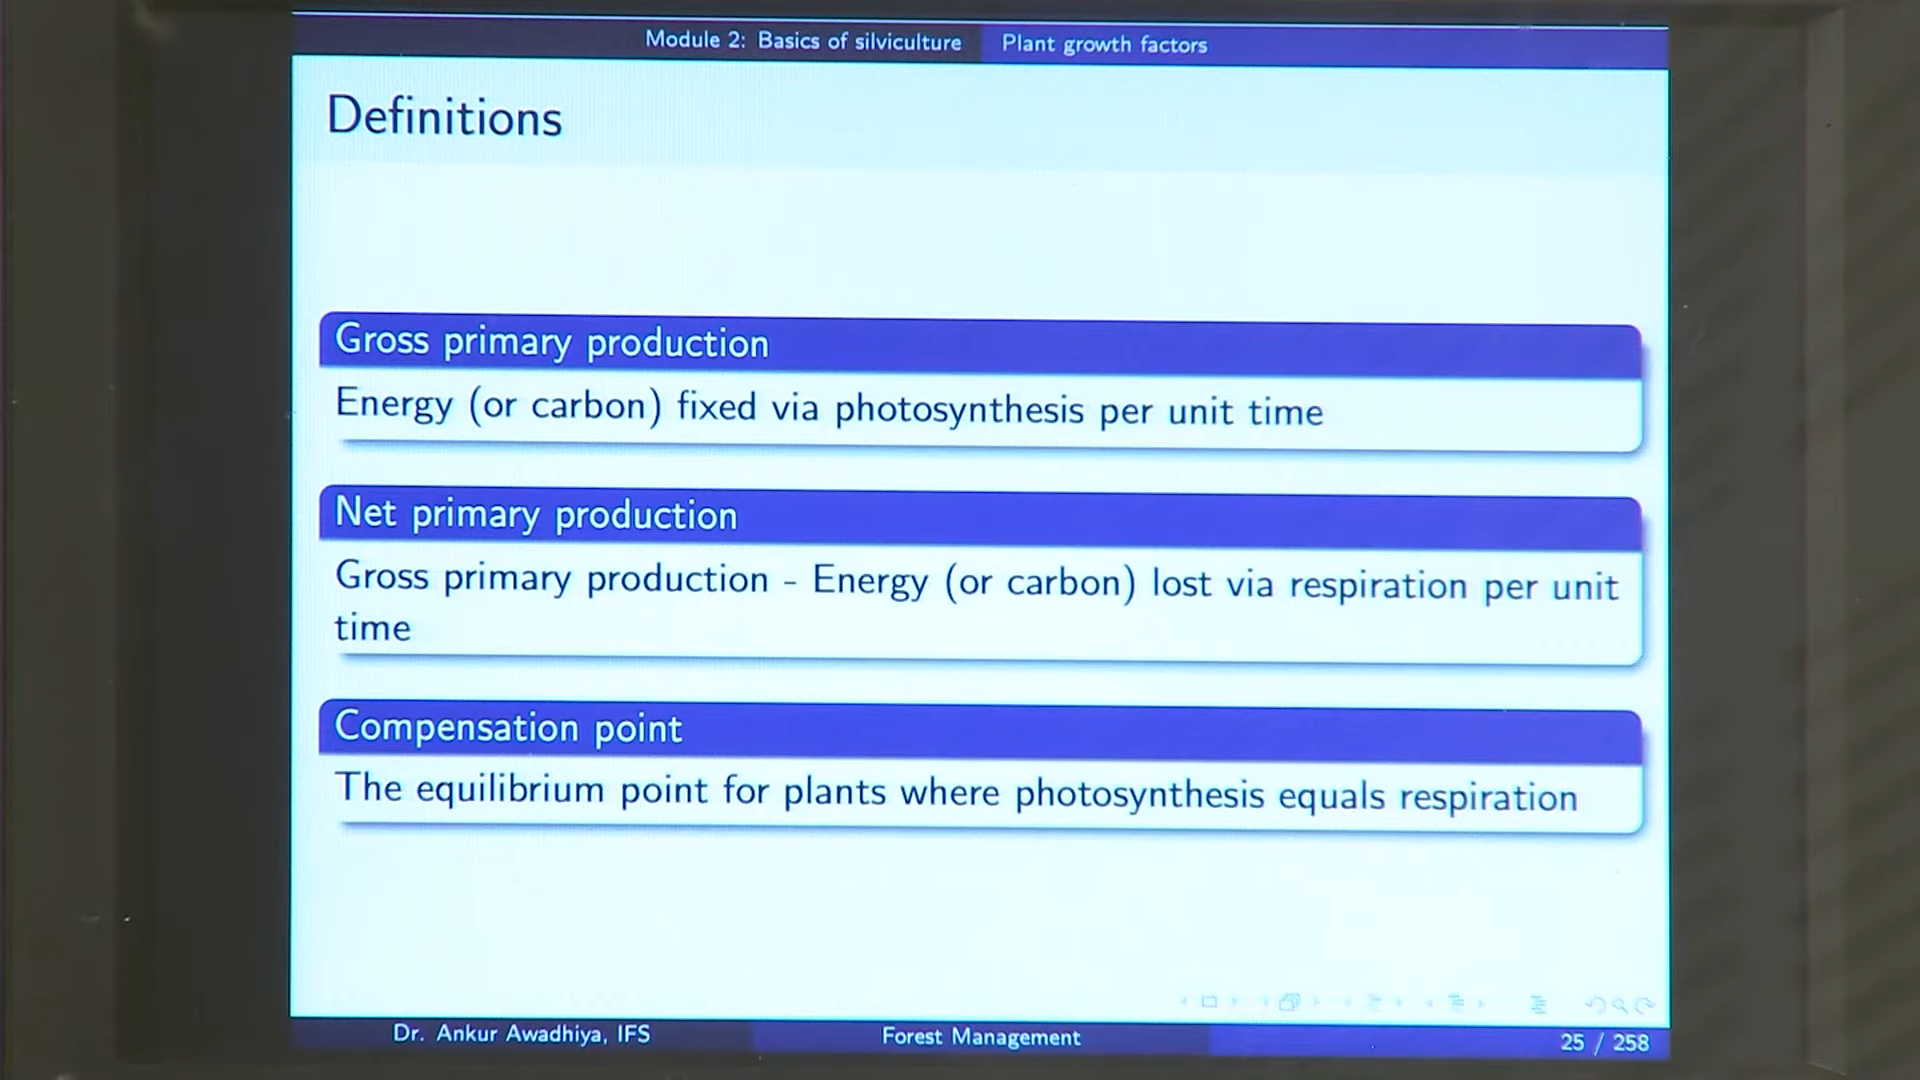 Module 2: Basics of silviculture
Plant growth factors
Definitions
Gross primary production
Energy (or carbon) fixed via photosynthesis per unit time
Net primary production
Gross primary production - Energy (or carbon) lost via respiration per unit
time
Compensation point
The equilibrium point for plants where photosynthesis equals respiration
Dr. Ankur Awadhiya, IFS
Forest Management
25 / 258